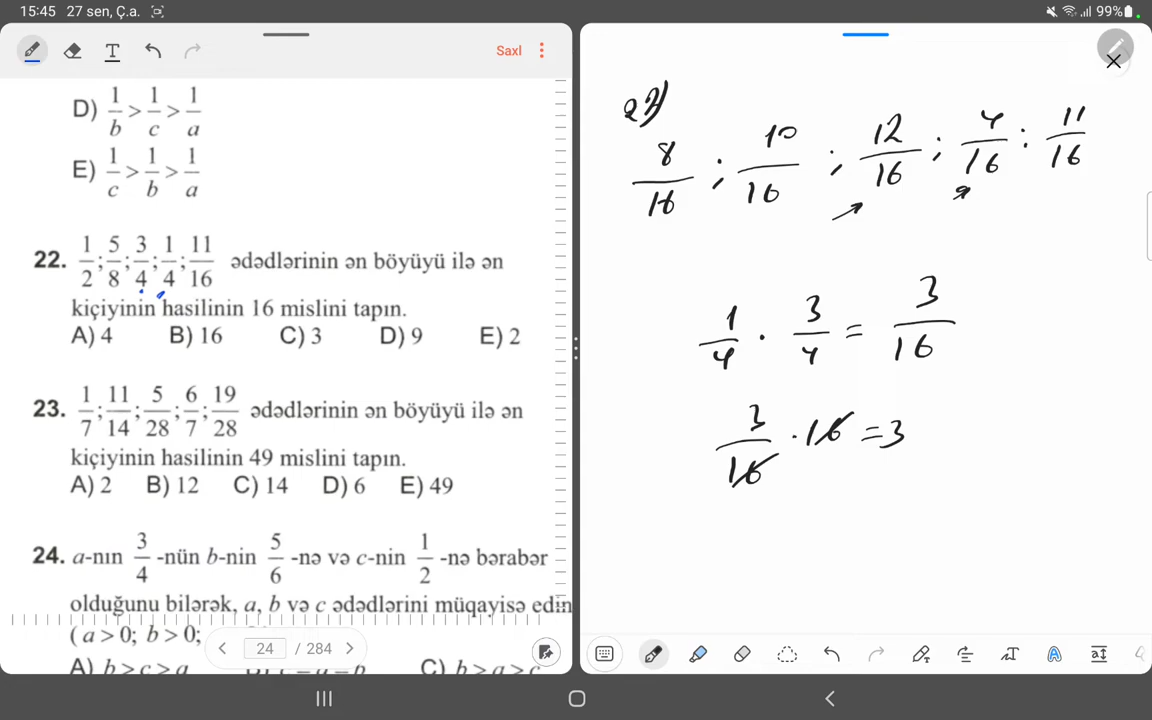 15:45 27 sen, Ç.a. 99%
T Saxl
D) 1/b > 1/c > 1/a
E) 1/c > 1/b > 1/a
22. 1/2; 5/8; 3/4; 1/4; 11/16 ədədlərinin ən böyüyü ilə ən
kiçiyinin hasilinin 16 mislini tapın.
A) 4 B) 16 C) 3 D) 9 E) 2
23. 1/7; 11/14; 5/28; 6/7; 19/28 ədədlərinin ən böyüyü ilə ən
kiçiyinin hasilinin 49 mislini tapın.
A) 2 B) 12 C) 14 D) 6 E) 49
24. a-nın 3/4 -nün b-nin 5/6 -nə və c-nin 1/2 -nə bərabər
olduğunu bilərək, a, b və c ədədlərini müqayisə edin
(a > 0; b > 0;
24 / 284
A) b > c > a C) b > a > c
8/16 ; 10/16 ; 12/16 ; 4/16 : 11/16
1/4 · 3/4 = 3/16
3/16 · 16 = 3